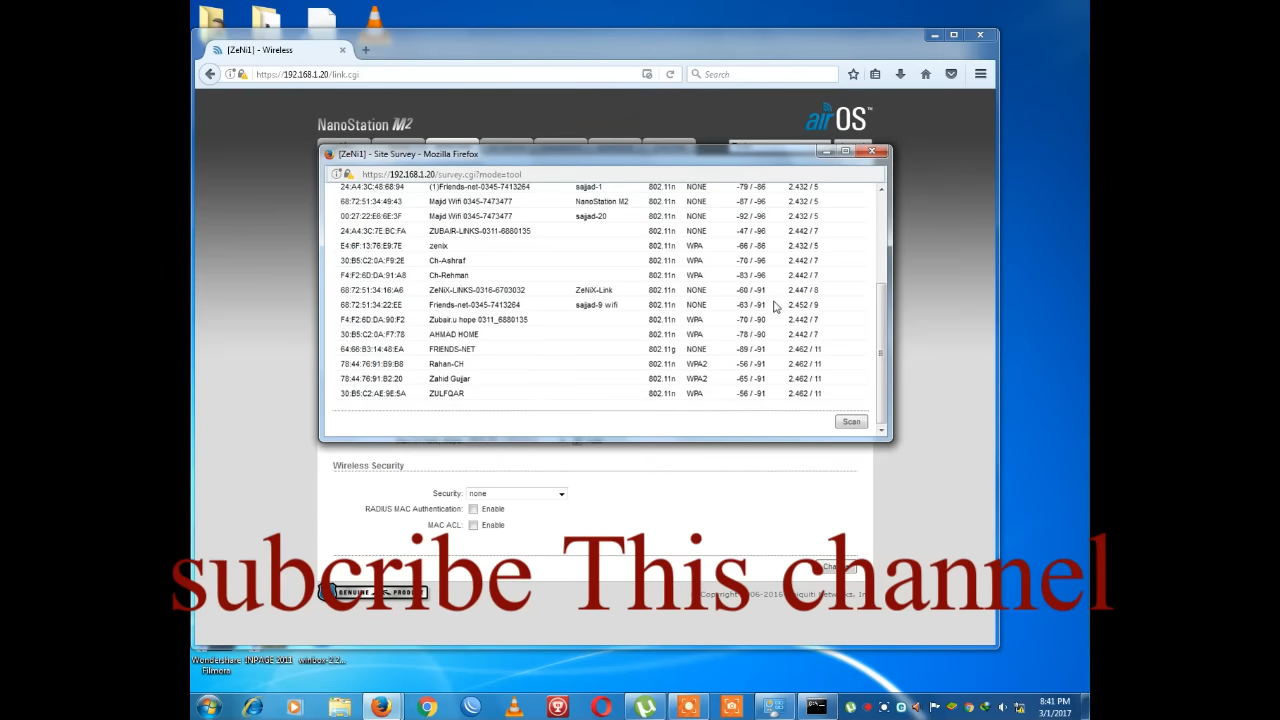 [ZeNi1] - Wireless
https://192.168.1.20/link.cgi
Search
NanoStation M2
airOS™
[ZeNi1] - Site Survey - Mozilla Firefox
https://192.168.1.20/survey.cgi?mode=tool
24:A4:3C:48:68:94 (1)Friends-net-0345-7413264 sajjad-1 802.11n NONE -79 / -86 2.432 / 5
68:72:51:34:49:43 Majid Wifi 0345-7473477 NanoStation M2 802.11n NONE -87 / -96 2.432 / 5
00:27:22:E6:6E:3F Majid Wifi 0345-7473477 sajjad-20 802.11n NONE -92 / -96 2.432 / 5
24:A4:3C:7E:BC:FA ZUBAIR-LINKS-0311-6880135 802.11n NONE -47 / -96 2.442 / 7
E4:6F:13:76:E9:7E zenix 802.11n WPA -66 / -86 2.432 / 5
30:B5:C2:0A:F9:2E Ch-Ashraf 802.11n WPA -70 / -96 2.442 / 7
F4:F2:6D:DA:91:A8 Ch-Rehman 802.11n WPA -83 / -96 2.442 / 7
68:72:51:34:16:A6 ZeNiX-LINKS-0316-6703032 ZeNiX-Link 802.11n NONE -60 / -91 2.447 / 8
68:72:51:34:22:EE Friends-net-0345-7413264 sajjad-9 wifi 802.11n NONE -63 / -91 2.452 / 9
F4:F2:6D:DA:90:F2 Zubair.u hope 0311_6880135 802.11n WPA -70 / -90 2.442 / 7
30:B5:C2:0A:F7:78 AHMAD HOME 802.11n WPA -78 / -90 2.442 / 7
64:66:B3:14:48:EA FRIENDS-NET 802.11g NONE -89 / -91 2.462 / 11
78:44:76:91:B9:B8 Rahan-CH 802.11n WPA2 -56 / -91 2.462 / 11
78:44:76:91:B2:20 Zahid Gujjar 802.11n WPA2 -65 / -91 2.462 / 11
30:B5:C2:AE:9E:5A ZULFQAR 802.11n WPA -56 / -91 2.462 / 11
Scan
Wireless Security
Security: none
RADIUS MAC Authentication: Enable
MAC ACL: Enable
subcribe This channel
GENUINE PRODUCT
Wondershare INPAGE 2011 winbox-2.2...
Filmora
8:41 PM
3/1/2017